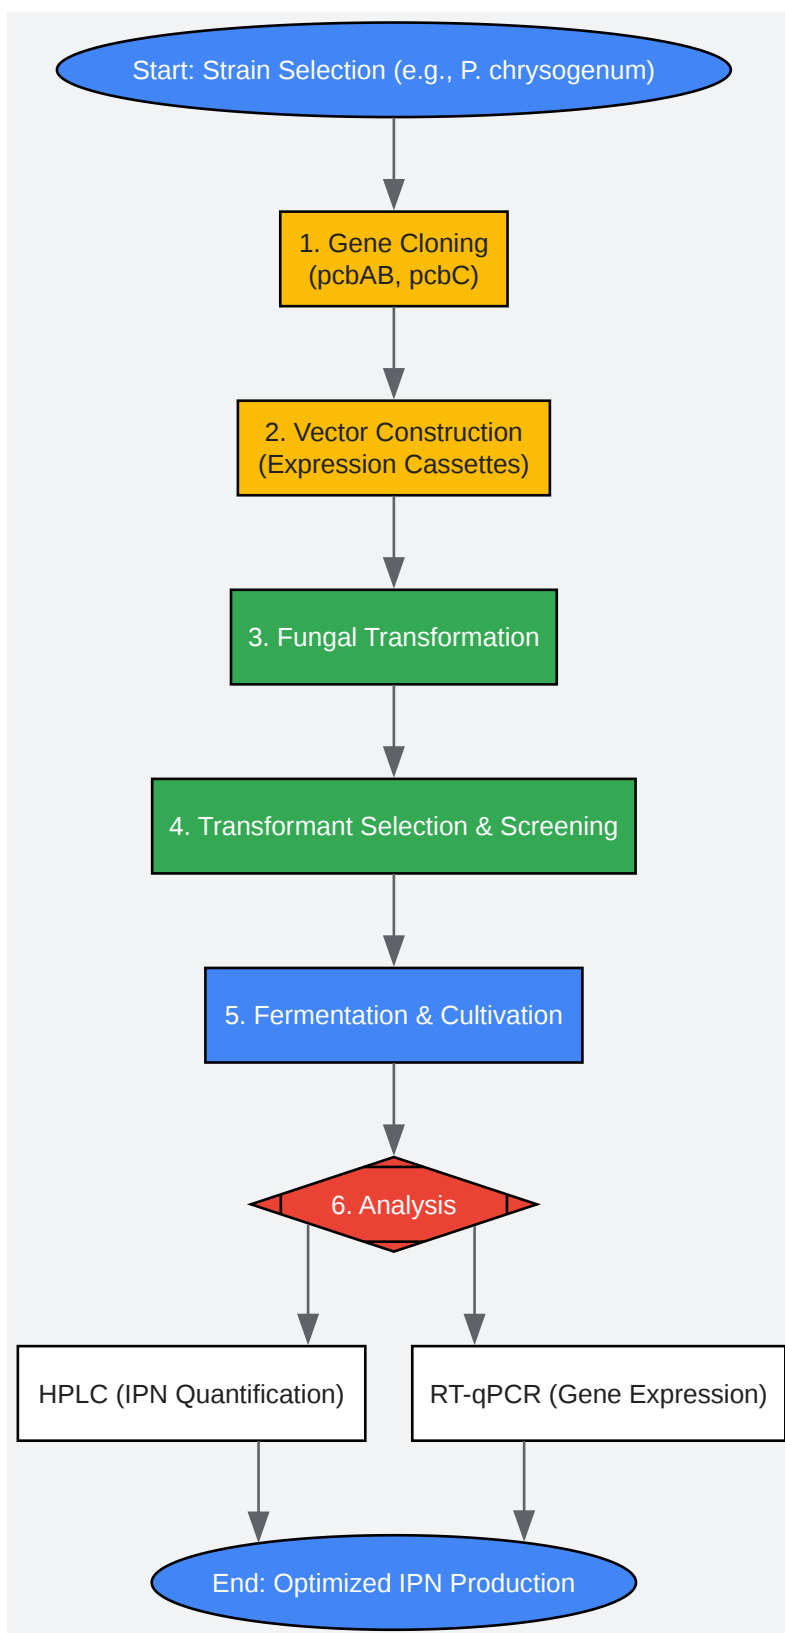 Start: Strain Selection (e.g., P. chrysogenum)
1. Gene Cloning
(pcbAB, pcbC)
2. Vector Construction
(Expression Cassettes)
3. Fungal Transformation
4. Transformant Selection & Screening
5. Fermentation & Cultivation
6. Analysis
HPLC (IPN Quantification)
RT-qPCR (Gene Expression)
End: Optimized IPN Production